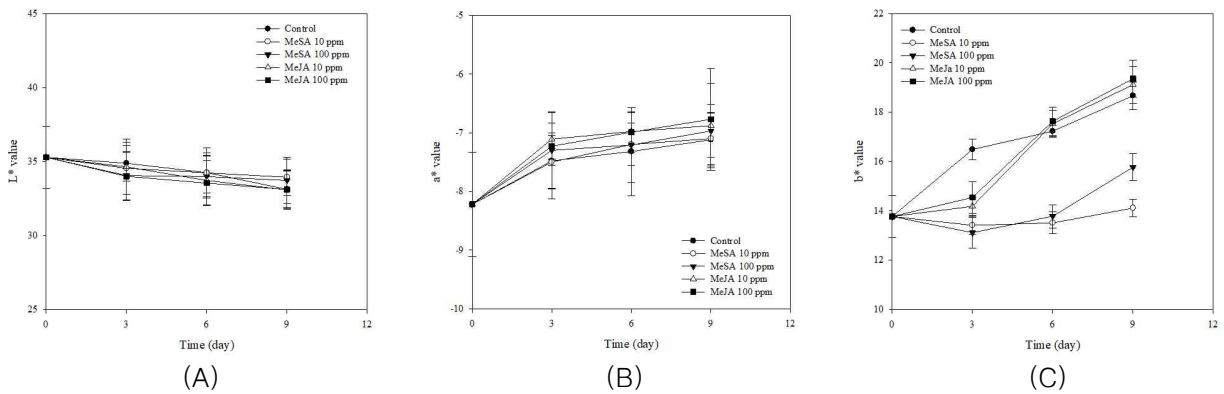 45
40
35
30
25
L* value
Control
MeSA 10 ppm
MeSA 100 ppm
MeJA 10 ppm
MeJA 100 ppm
0 3 6 9 12
Time (day)
(A)
-5
-6
-7
-8
-9
-10
a* value
Control
MeSA 10 ppm
MeSA 100 ppm
MeJA 10 ppm
MeJA 100 ppm
0 3 6 9 12
Time (day)
(B)
22
20
18
16
14
12
10
b* value
Control
MeSA 10 ppm
MeSA 100 ppm
MeJa 10 ppm
MeJA 100 ppm
0 3 6 9 12
Time (day)
(C)